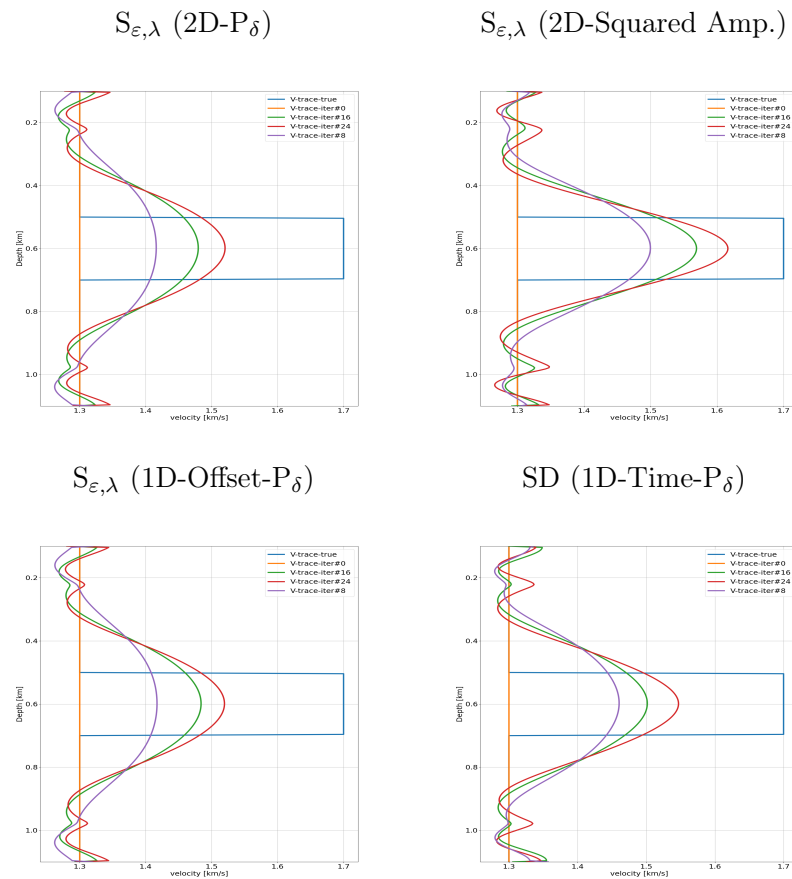 S_{ε,λ} (2D-P_δ)
S_{ε,λ} (2D-Squared Amp.)
V-trace-true
V-trace-iter#0
V-trace-iter#16
V-trace-iter#24
V-trace-iter#8
0.2
0.4
0.6
0.8
1.0
Depth [km]
1.3 1.4 1.5 1.6 1.7
velocity [km/s]
V-trace-true
V-trace-iter#0
V-trace-iter#16
V-trace-iter#24
V-trace-iter#8
0.2
0.4
0.6
0.8
1.0
Depth [km]
1.3 1.4 1.5 1.6 1.7
velocity [km/s]
S_{ε,λ} (1D-Offset-P_δ)
SD (1D-Time-P_δ)
V-trace-true
V-trace-iter#0
V-trace-iter#16
V-trace-iter#24
V-trace-iter#8
0.2
0.4
0.6
0.8
1.0
Depth [km]
1.3 1.4 1.5 1.6 1.7
velocity [km/s]
V-trace-true
V-trace-iter#0
V-trace-iter#16
V-trace-iter#24
V-trace-iter#8
0.2
0.4
0.6
0.8
1.0
Depth [km]
1.3 1.4 1.5 1.6 1.7
velocity [km/s]